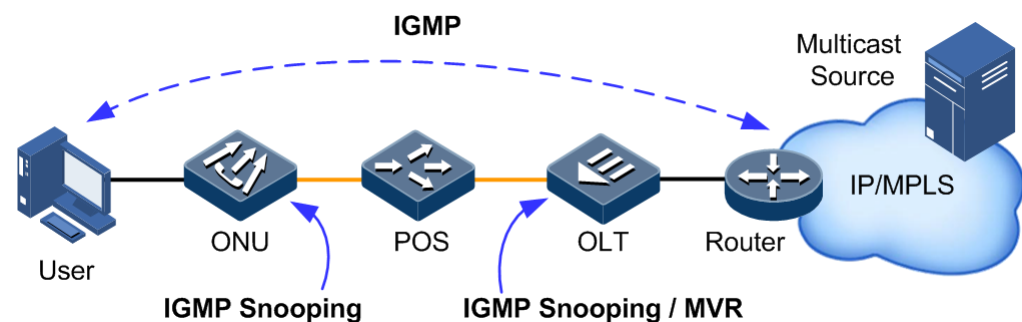 IGMP
Multicast
Source
IP/MPLS
ONU
POS
OLT
Router
User
IGMP Snooping
IGMP Snooping / MVR